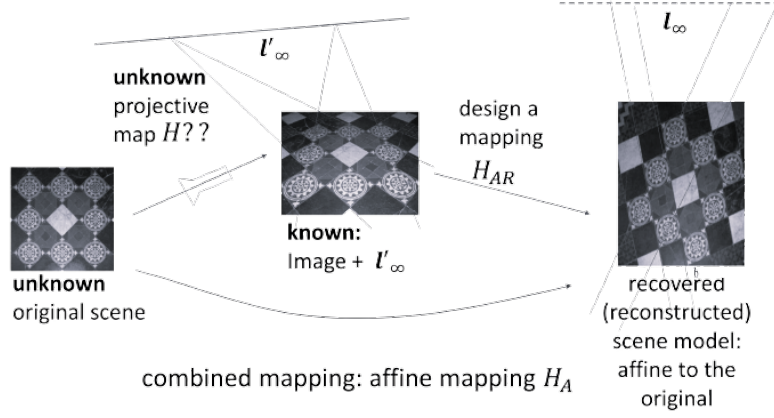 l'∞
l∞
unknown
projective
map H??
design a
mapping
H_AR
known:
Image + l'∞
unknown
original scene
recovered
(reconstructed)
scene model:
affine to the
original
combined mapping: affine mapping H_A